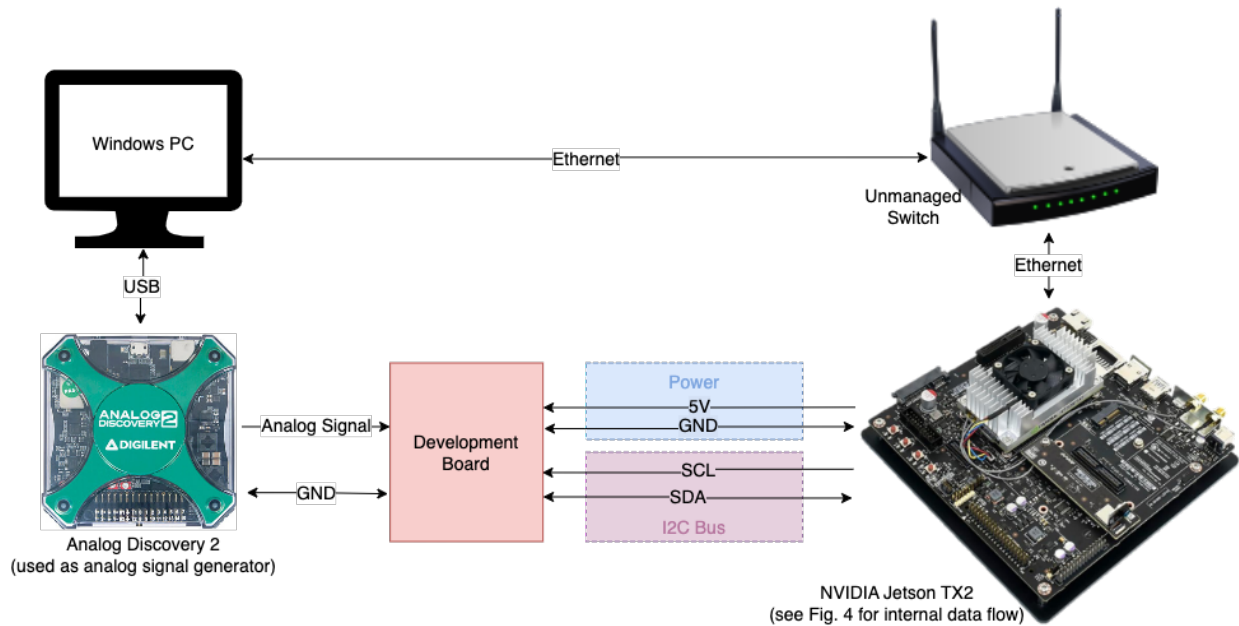 Windows PC
Ethernet
Unmanaged
Switch
Ethernet
USB
ANALOG
DISCOVERY 2
DIGILENT
Analog Signal
GND
Development
Board
Power
5V
GND
SCL
SDA
I2C Bus
Analog Discovery 2
(used as analog signal generator)
NVIDIA Jetson TX2
(see Fig. 4 for internal data flow)